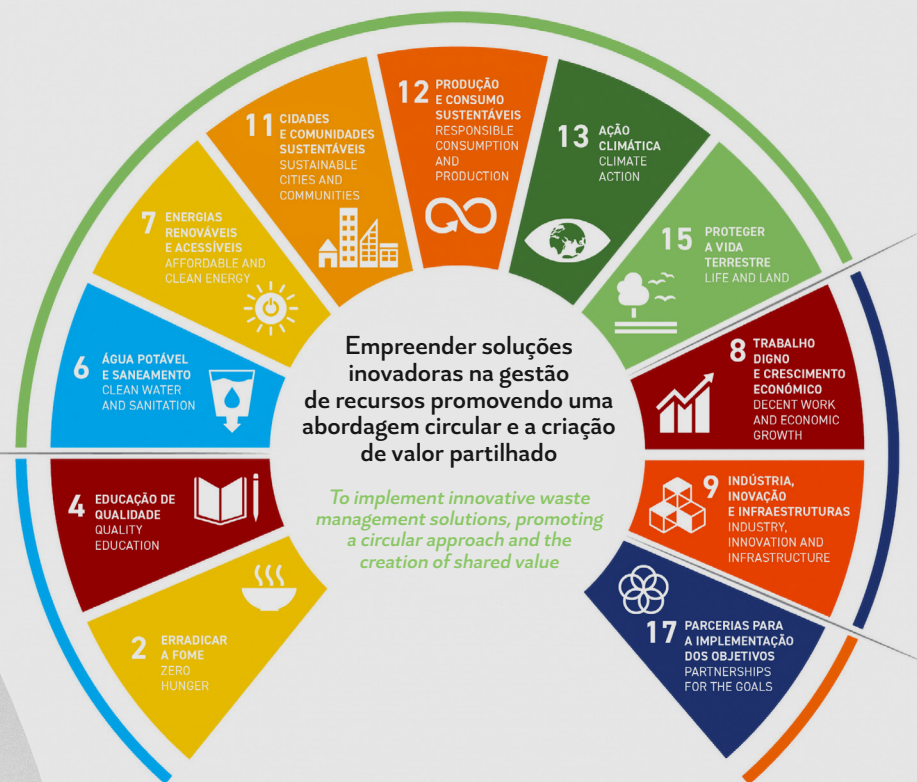 12 PRODUÇÃO
E CONSUMO
SUSTENTÁVEIS
RESPONSIBLE
CONSUMPTION
AND
PRODUCTION
11 CIDADES
E COMUNIDADES
SUSTENTÁVEIS
SUSTAINABLE
CITIES AND
COMMUNITIES
13 AÇÃO
CLIMÁTICA
CLIMATE
ACTION
7 ENERGIAS
RENOVÁVEIS
E ACESSÍVEIS
AFFORDABLE AND
CLEAN ENERGY
15 PROTEGER
A VIDA
TERRESTRE
LIFE AND LAND
6 ÁGUA POTÁVEL
E SANEAMENTO
CLEAN WATER
AND SANITATION
8 TRABALHO
DIGNO
E CRESCIMENTO
ECONÓMICO
DECENT WORK
AND ECONOMIC
GROWTH
Empreender soluções
inovadoras na gestão
de recursos promovendo uma
abordagem circular e a criação
de valor partilhado
To implement innovative waste
management solutions, promoting
a circular approach and the
creation of shared value
4 EDUCAÇÃO DE
QUALIDADE
QUALITY
EDUCATION
9 INDÚSTRIA,
INOVAÇÃO
E INFRAESTRUTURAS
INDUSTRY,
INNOVATION AND
INFRASTRUCTURE
2 ERRADICAR
A FOME
ZERO
HUNGER
17 PARCERIAS PARA
A IMPLEMENTAÇÃO
DOS OBJETIVOS
PARTNERSHIPS
FOR THE GOALS